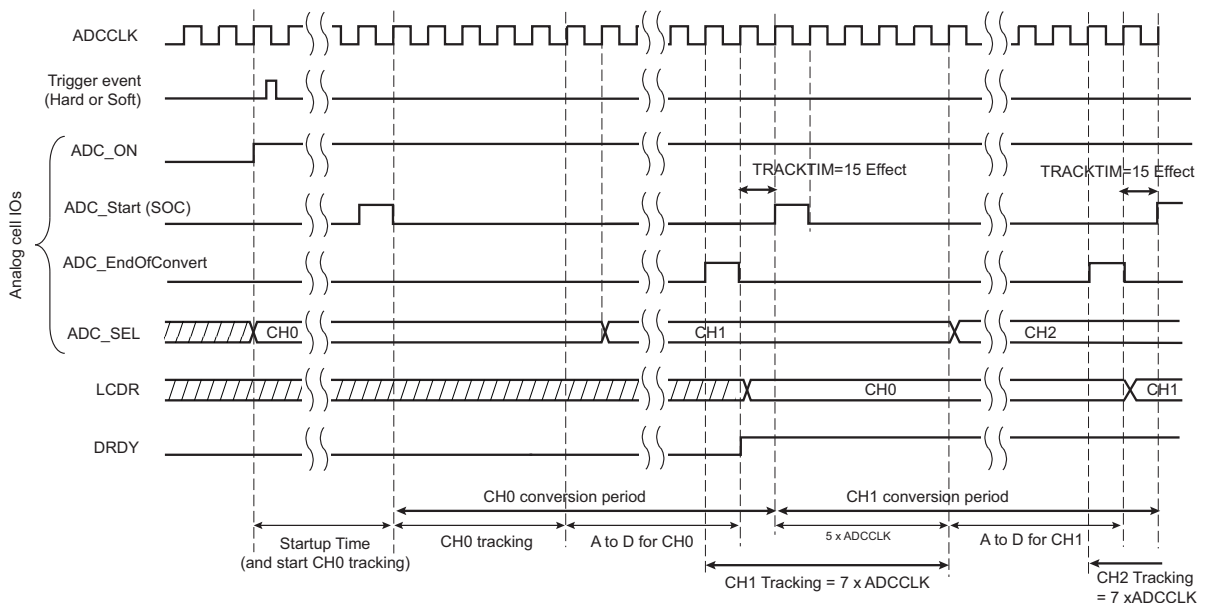 ADCCLK
Trigger event
(Hard or Soft)
Analog cell IOs
ADC_ON
TRACKTIM=15 Effect
TRACKTIM=15 Effect
ADC_Start (SOC)
ADC_EndOfConvert
ADC_SEL
CH0
CH1
CH2
LCDR
CH0
CH1
DRDY
CH0 conversion period
CH1 conversion period
Startup Time
(and start CH0 tracking)
CH0 tracking
A to D for CH0
5 x ADCCLK
A to D for CH1
CH1 Tracking = 7 x ADCCLK
CH2 Tracking
= 7 xADCCLK